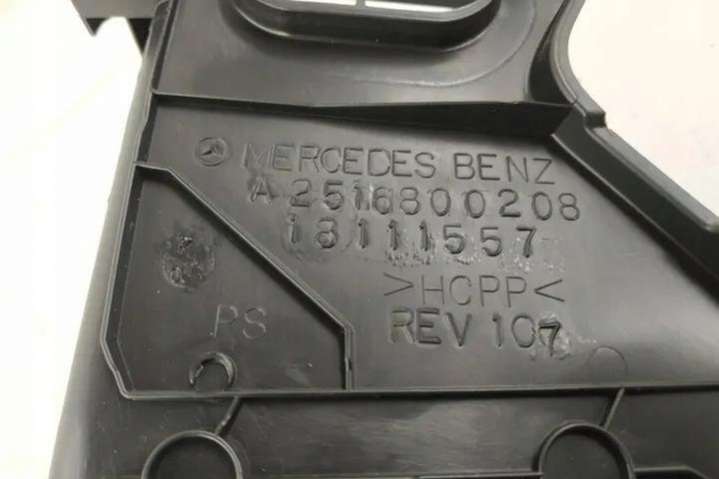 MERCEDES BENZ
A 2516800208
18111557
>HCPP<
REV 107
PS